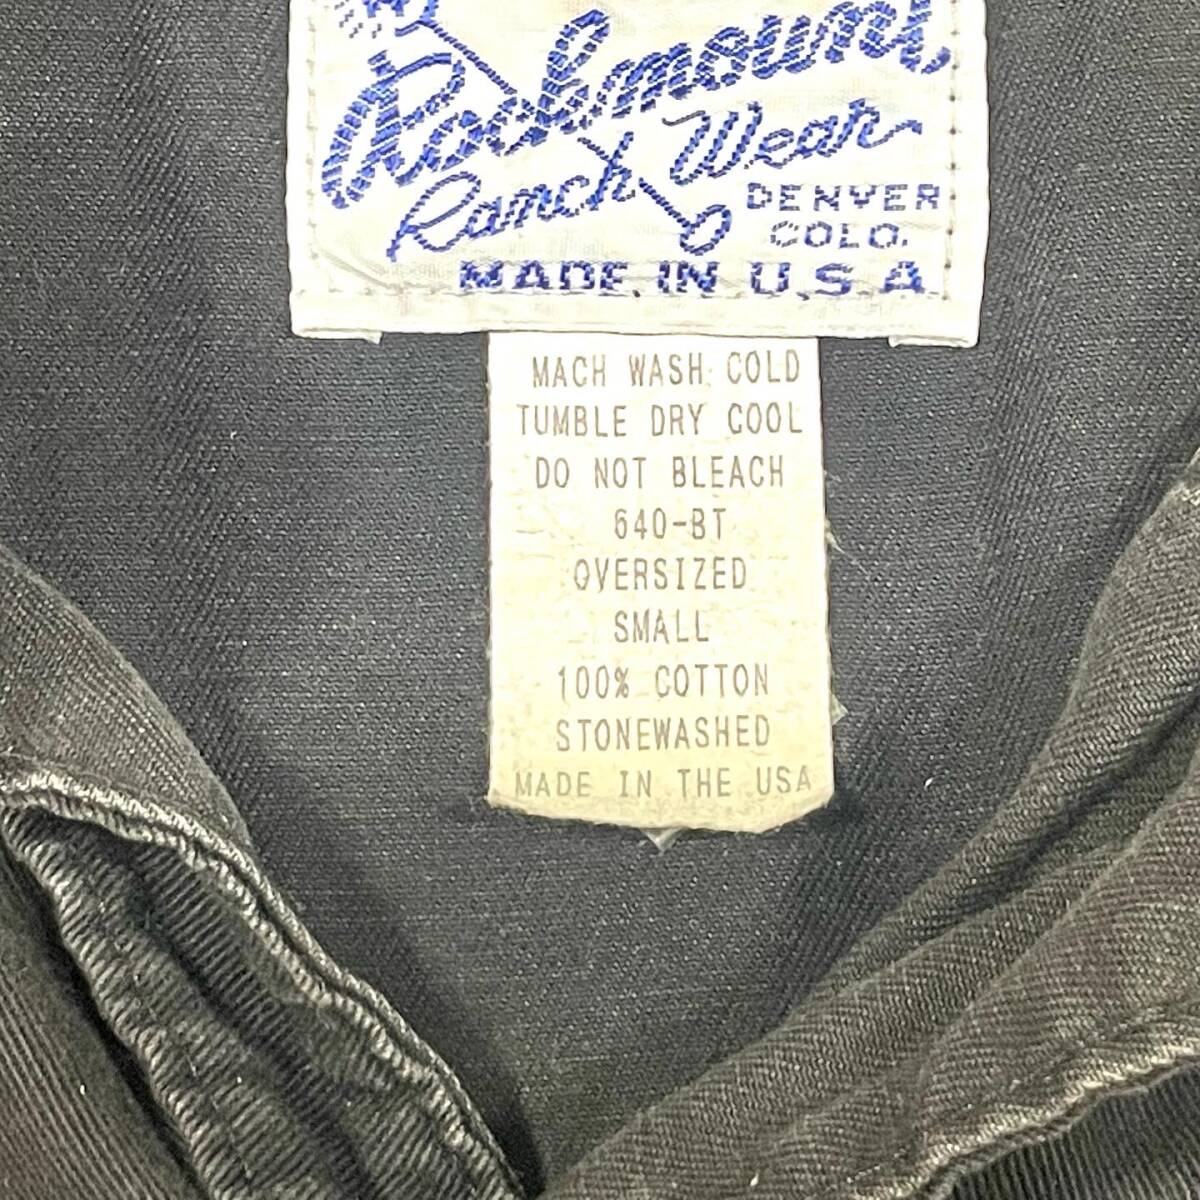 Rockmount
Ranch Wear
DENVER
COLO.
MADE IN U.S.A
MACH WASH COLD
TUMBLE DRY COOL
DO NOT BLEACH
640-BT
OVERSIZED
SMALL
100% COTTON
STONEWASHED
MADE IN THE USA